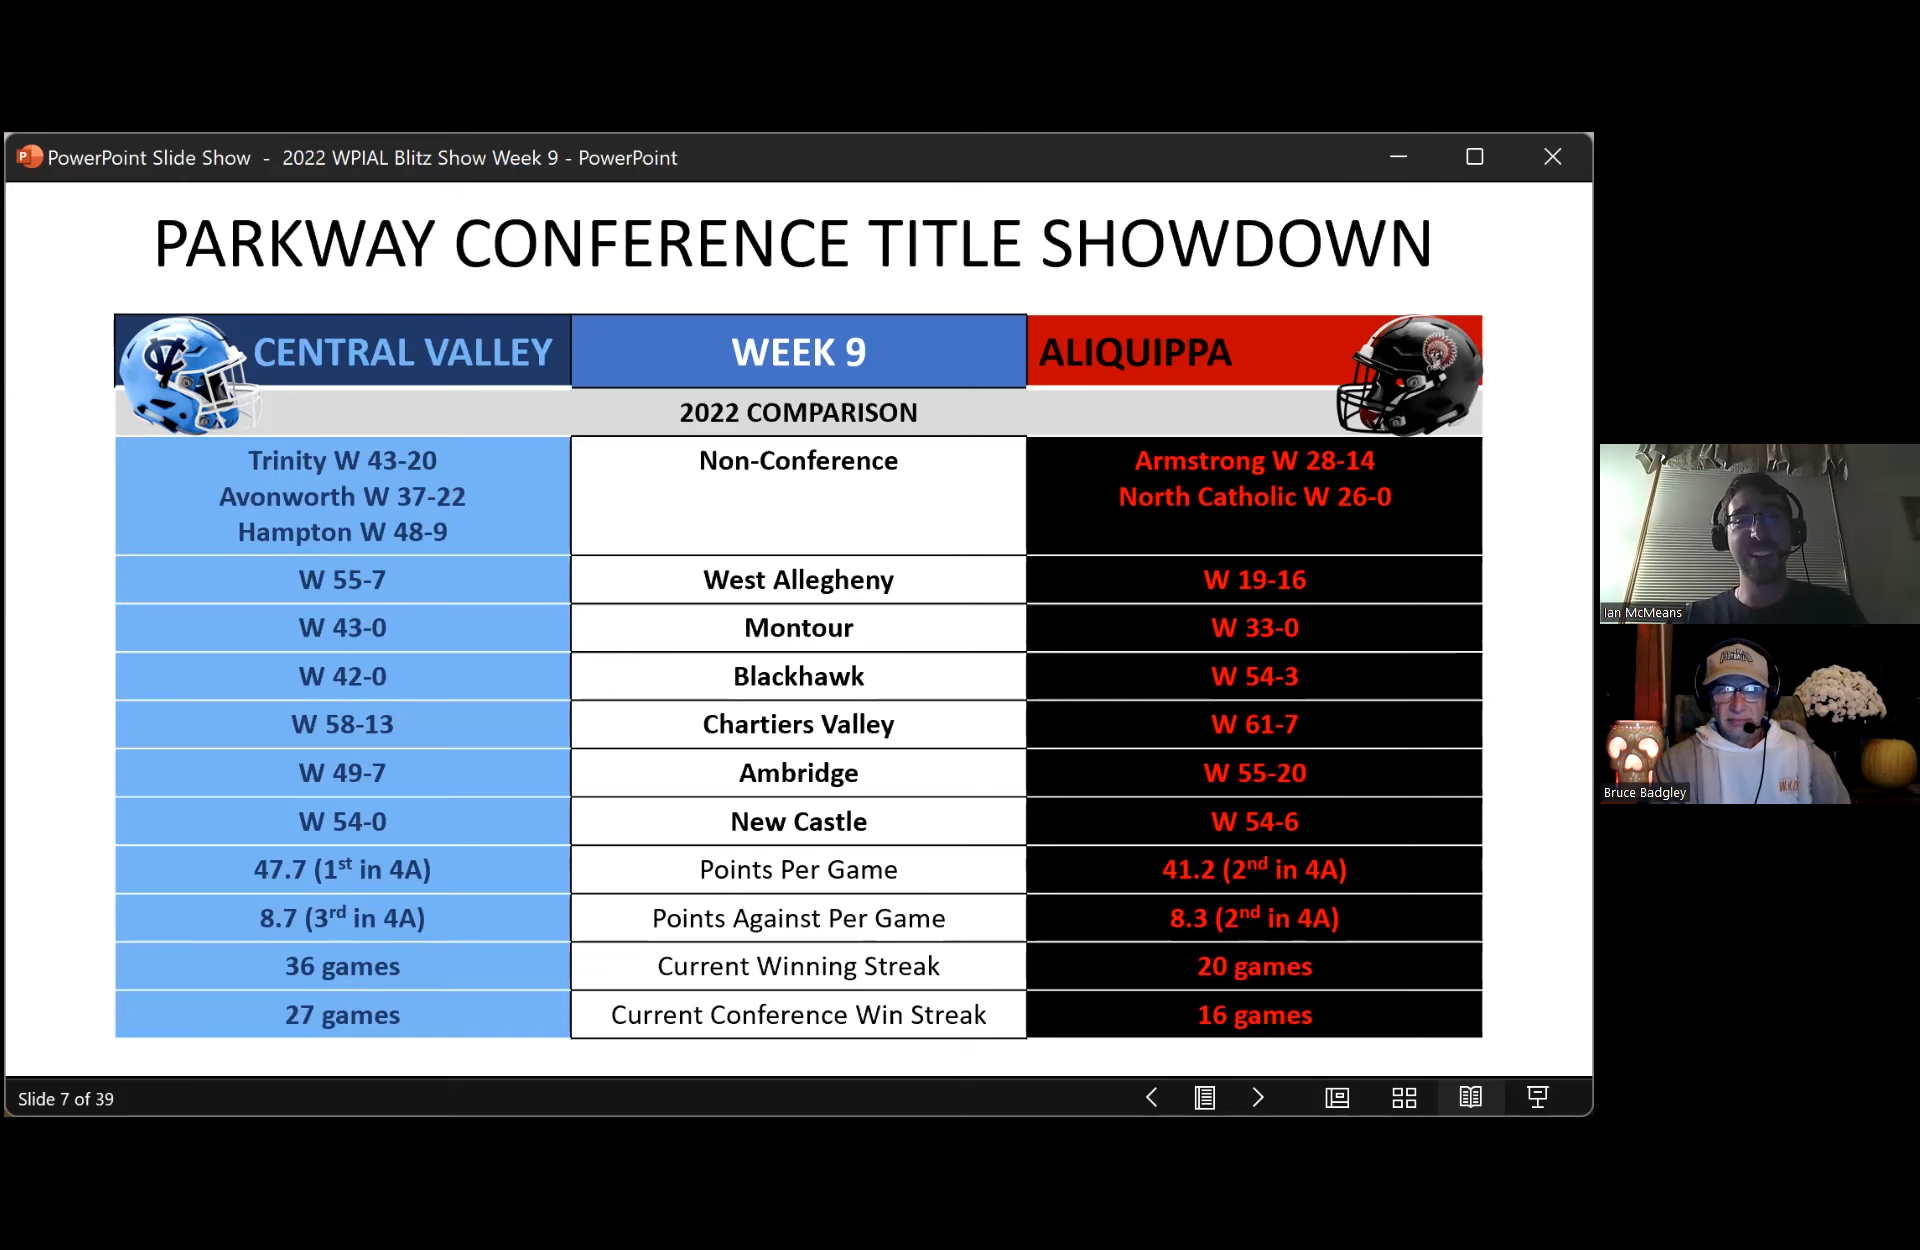 PowerPoint Slide Show - 2022 WPIAL Blitz Show Week 9 - PowerPoint
PARKWAY CONFERENCE TITLE SHOWDOWN
CENTRAL VALLEY WEEK 9 ALIQUIPPA
2022 COMPARISON
Trinity W 43-20 Non-Conference Armstrong W 28-14
Avonworth W 37-22 North Catholic W 26-0
Hampton W 48-9
W 55-7 West Allegheny W 19-16
W 43-0 Montour W 33-0
W 42-0 Blackhawk W 54-3
W 58-13 Chartiers Valley W 61-7
W 49-7 Ambridge W 55-20
W 54-0 New Castle W 54-6
47.7 (1st in 4A) Points Per Game 41.2 (2nd in 4A)
8.7 (3rd in 4A) Points Against Per Game 8.3 (2nd in 4A)
36 games Current Winning Streak 20 games
27 games Current Conference Win Streak 16 games
Slide 7 of 39
Ian McMeans
Bruce Badgley